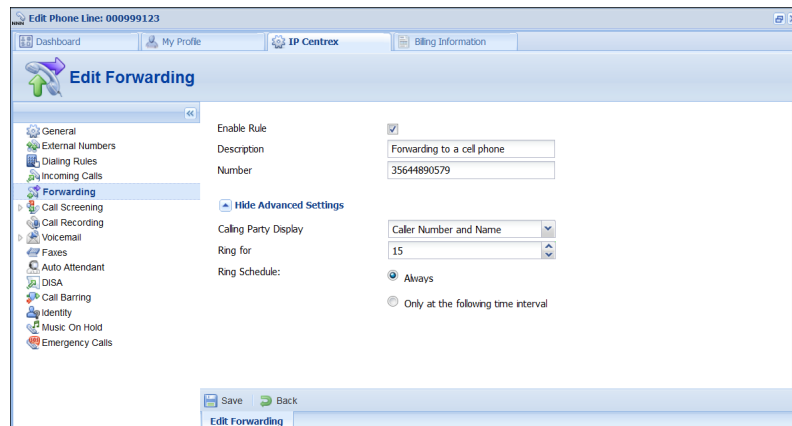 Edit Phone Line: 000999123
Dashboard
My Profile
IP Centrex
Billing Information
Edit Forwarding
General
External Numbers
Dialing Rules
Incoming Calls
Forwarding
Call Screening
Call Recording
Voicemail
Faxes
Auto Attendant
DISA
Call Barring
Identity
Music On Hold
Emergency Calls
Enable Rule
Description
Forwarding to a cell phone
Number
35644890579
Hide Advanced Settings
Calling Party Display
Caller Number and Name
Ring for
15
Ring Schedule:
Always
Only at the following time interval
Save
Back
Edit Forwarding